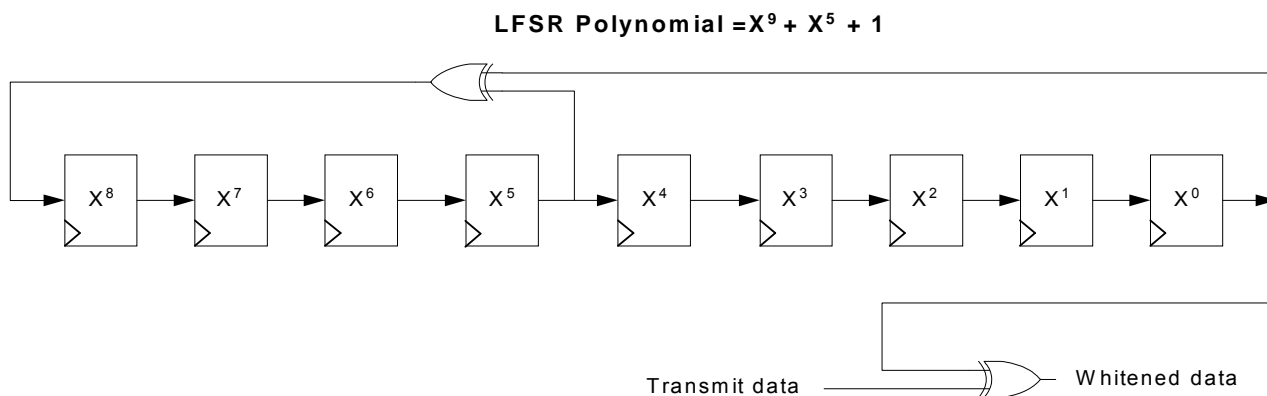 LFSR Polynomial =X⁹ + X⁵ + 1
X⁸ X⁷ X⁶ X⁵ X⁴ X³ X² X¹ X⁰
Transmit data
Whitened data